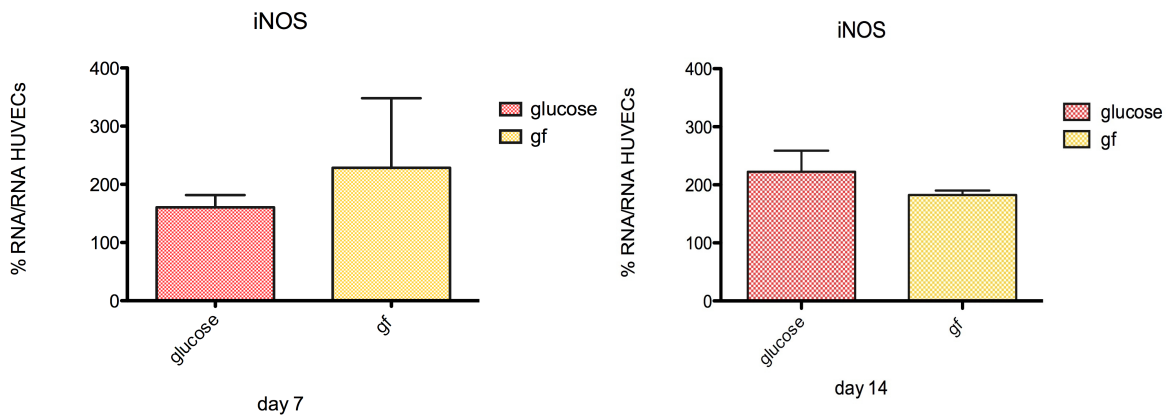 iNOS
% RNA/RNA HUVECs
400
300
200
100
0
glucose
gf
glucose
gf
day 7
iNOS
% RNA/RNA HUVECs
400
300
200
100
0
glucose
gf
glucose
gf
day 14